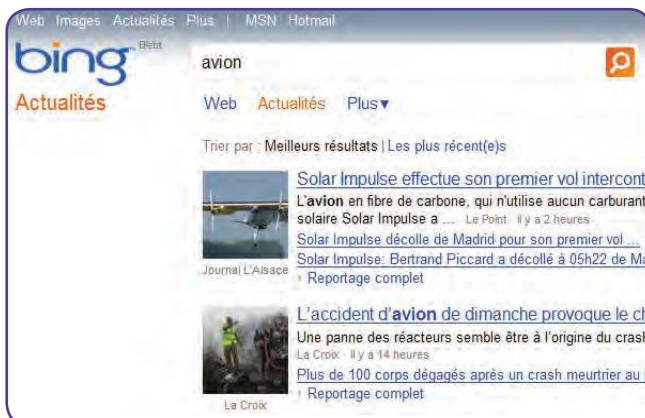 Web Images Actualités Plus | MSN Hotmail
bing Beta
avion
Actualités
Web Actualités Plus▼
Trier par : Meilleurs résultats | Les plus récent(e)s
Solar Impulse effectue son premier vol intercont
L'avion en fibre de carbone, qui n'utilise aucun carburant
solaire Solar Impulse a ... Le Point · Il y a 2 heures
Solar Impulse décolle de Madrid pour son premier vol ...
Solar Impulse: Bertrand Piccard a décollé à 05h22 de Ma
Journal L'Alsace
› Reportage complet
L'accident d'avion de dimanche provoque le ch
Une panne des réacteurs semble être à l'origine du crash
La Croix · Il y a 14 heures
Plus de 100 corps dégagés après un crash meurtrier au
› Reportage complet
La Croix